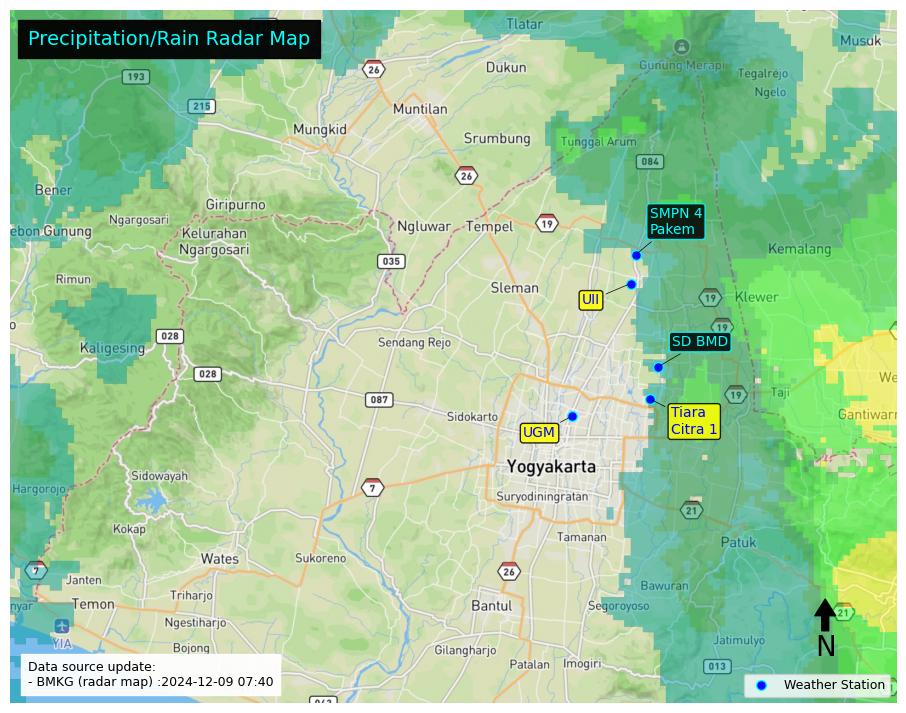 Precipitation/Rain Radar Map
Tlatar
Musuk
26
Dukun
Gunung Merapi
Tegalrejo
193
Ngelo
215
Muntilan
Mungkid
Srumbung
Tunggal Arum
084
26
Bener
Giripurno
SMPN 4
Pakem
Ngargosari
Kelurahan
Ngargosari
Ngluwar
Tempel
19
ebon Gunung
Kemalang
035
Rimun
Sleman
UII
19
Klewer
19
028
Sendang Rejo
SD BMD
Kaligesing
028
We
087
19
Taji
Sidokarto
Tiara
Citra 1
Gantiwarn
UGM
Yogyakarta
Sidowayah
Hargorojo
7
Suryodiningratan
21
Kokap
Tamanan
Patuk
Wates
Sukoreno
7
26
Janten
Bawuran
Triharjo
Temon
Bantul
Segoroyoso
21
nyar
Ngestiharjo
N
YIA
Bojong
Gilangharjo
Jatimulyo
Patalan
Imogiri
013
Data source update:
- BMKG (radar map) :2024-12-09 07:40
Weather Station